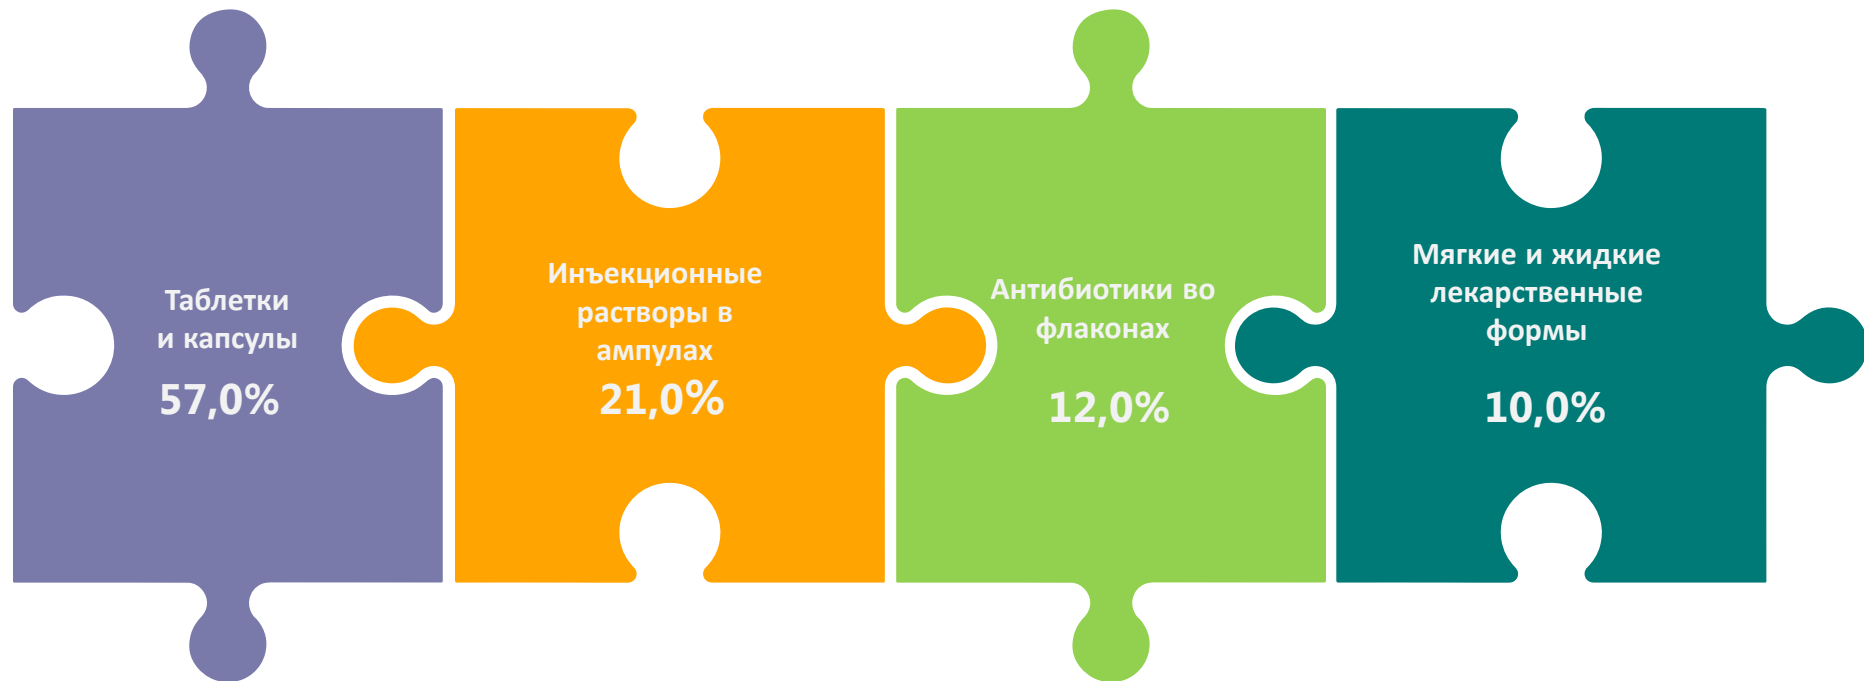 Таблетки
и капсулы
57,0%
Инъекционные
растворы в
ампулах
21,0%
Антибиотики во
флаконах
12,0%
Мягкие и жидкие
лекарственные
формы
10,0%